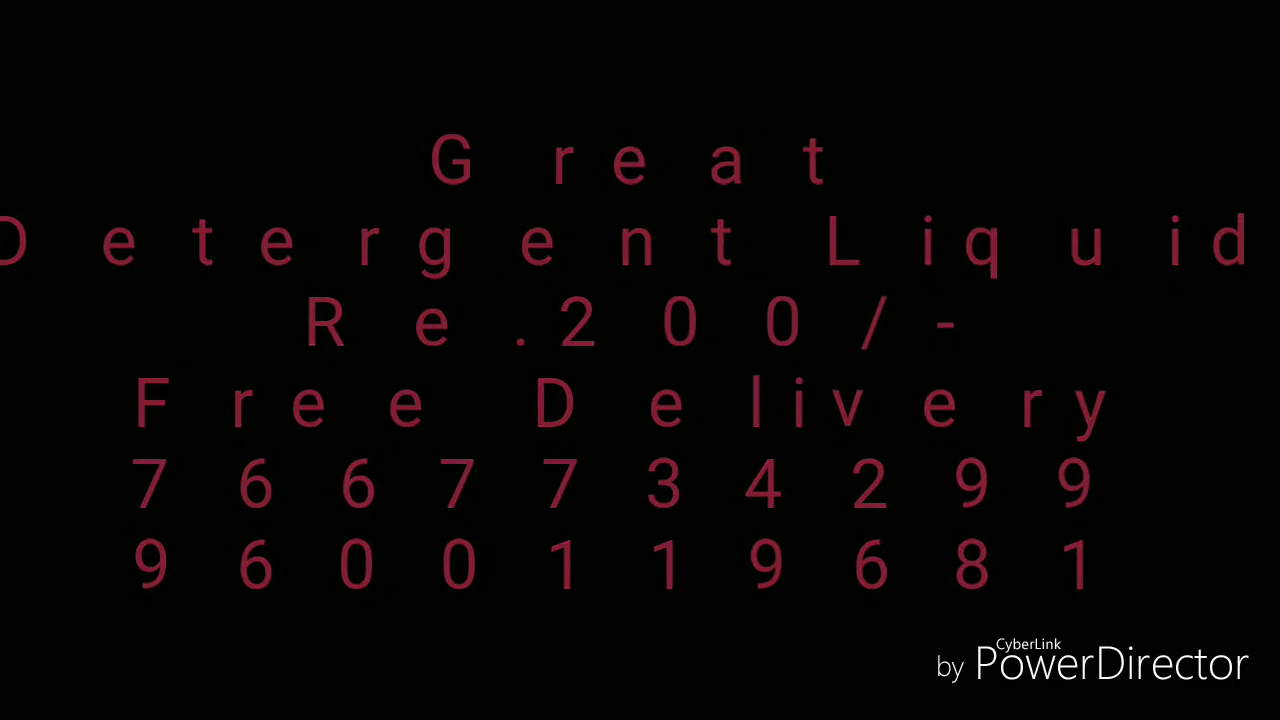 Great
Detergent Liquid
Re.200/-
Free Delivery
7667734299
9600119681
CyberLink
by PowerDirector